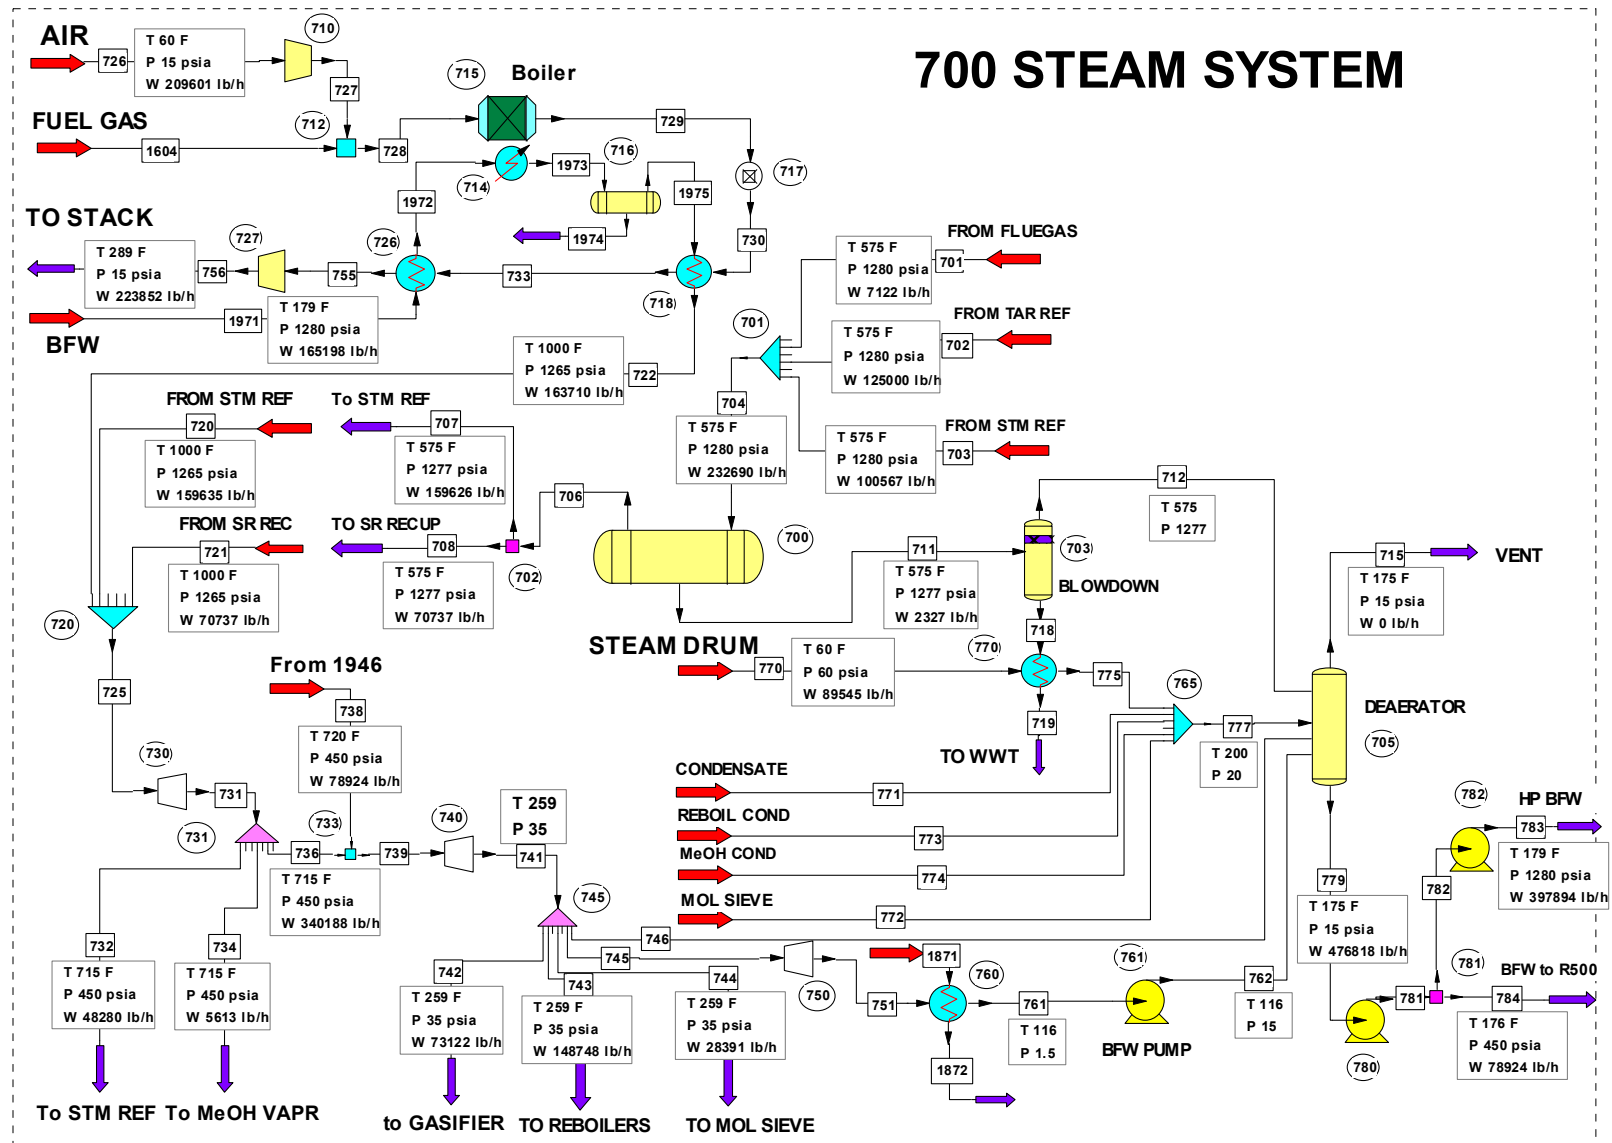 700 STEAM SYSTEM
AIR
726
T 60 F
P 15 psia
W 209601 lb/h
710
727
FUEL GAS
1604
712
728
715
Boiler
729
717
730
714
1973
716
1975
1974
1972
TO STACK
T 289 F
P 15 psia
W 223852 lb/h
756
727
755
726
733
718
BFW
1971
T 179 F
P 1280 psia
W 165198 lb/h
T 1000 F
P 1265 psia
W 163710 lb/h
722
FROM FLUEGAS
T 575 F
P 1280 psia
W 7122 lb/h
701
FROM TAR REF
T 575 F
P 1280 psia
W 125000 lb/h
702
701
704
T 575 F
P 1280 psia
W 232690 lb/h
FROM STM REF
T 575 F
P 1280 psia
W 100567 lb/h
703
FROM STM REF
720
T 1000 F
P 1265 psia
W 159635 lb/h
To STM REF
707
T 575 F
P 1277 psia
W 159626 lb/h
706
FROM SR REC
721
T 1000 F
P 1265 psia
W 70737 lb/h
TO SR RECUP
708
T 575 F
P 1277 psia
W 70737 lb/h
702
700
STEAM DRUM
711
T 575 F
P 1277 psia
W 2327 lb/h
703
BLOWDOWN
712
T 575
P 1277
715
T 175 F
P 15 psia
W 0 lb/h
VENT
720
725
From 1946
738
T 720 F
P 450 psia
W 78924 lb/h
770
T 60 F
P 60 psia
W 89545 lb/h
718
770
775
719
TO WWT
765
777
T 200
P 20
DEAERATOR
705
730
731
731
733
736
739
T 715 F
P 450 psia
W 340188 lb/h
740
T 259
P 35
741
745
CONDENSATE
771
REBOIL COND
773
MeOH COND
774
MOL SIEVE
772
746
745
744
750
751
1871
760
1872
761
T 116
P 1.5
761
BFW PUMP
762
T 116
P 15
779
T 175 F
P 15 psia
W 476818 lb/h
780
781
781
782
782
HP BFW
783
T 179 F
P 1280 psia
W 397894 lb/h
BFW to R500
784
T 176 F
P 450 psia
W 78924 lb/h
732
T 715 F
P 450 psia
W 48280 lb/h
To STM REF
734
T 715 F
P 450 psia
W 5613 lb/h
To MeOH VAPR
742
T 259 F
P 35 psia
W 73122 lb/h
to GASIFIER
743
T 259 F
P 35 psia
W 148748 lb/h
TO REBOILERS
T 259 F
P 35 psia
W 28391 lb/h
TO MOL SIEVE